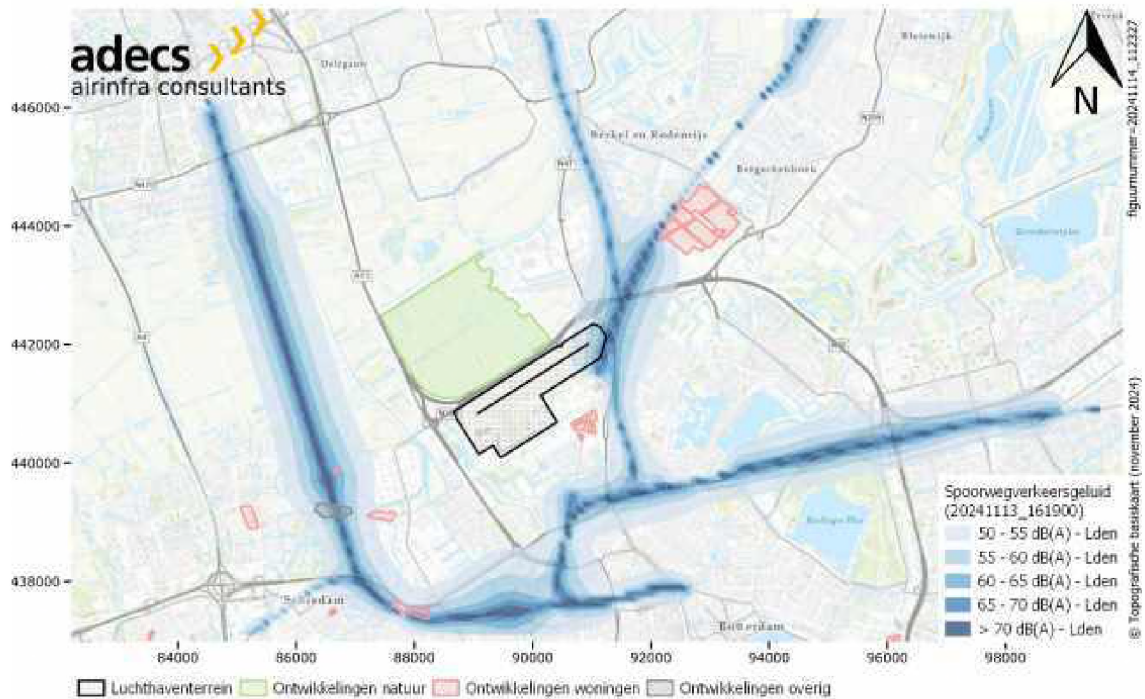 adecs
airinfra consultants
Delfgauw
Bleiswijk
N
figuurnummer=20241114_112327
446000
Berkel en Rodenrijs
N209
N471
Bergschenhoek
444000
442000
A4
440000
438000
Schiedam
Rotterdam
Spoorwegverkeersgeluid
(20241113_161900)
50 - 55 dB(A) - Lden
55 - 60 dB(A) - Lden
60 - 65 dB(A) - Lden
65 - 70 dB(A) - Lden
> 70 dB(A) - Lden
© Topografische basiskaart (november 2024)
84000
86000
88000
90000
92000
94000
96000
98000
Luchthaventerrein
Ontwikkelingen natuur
Ontwikkelingen woningen
Ontwikkelingen overig